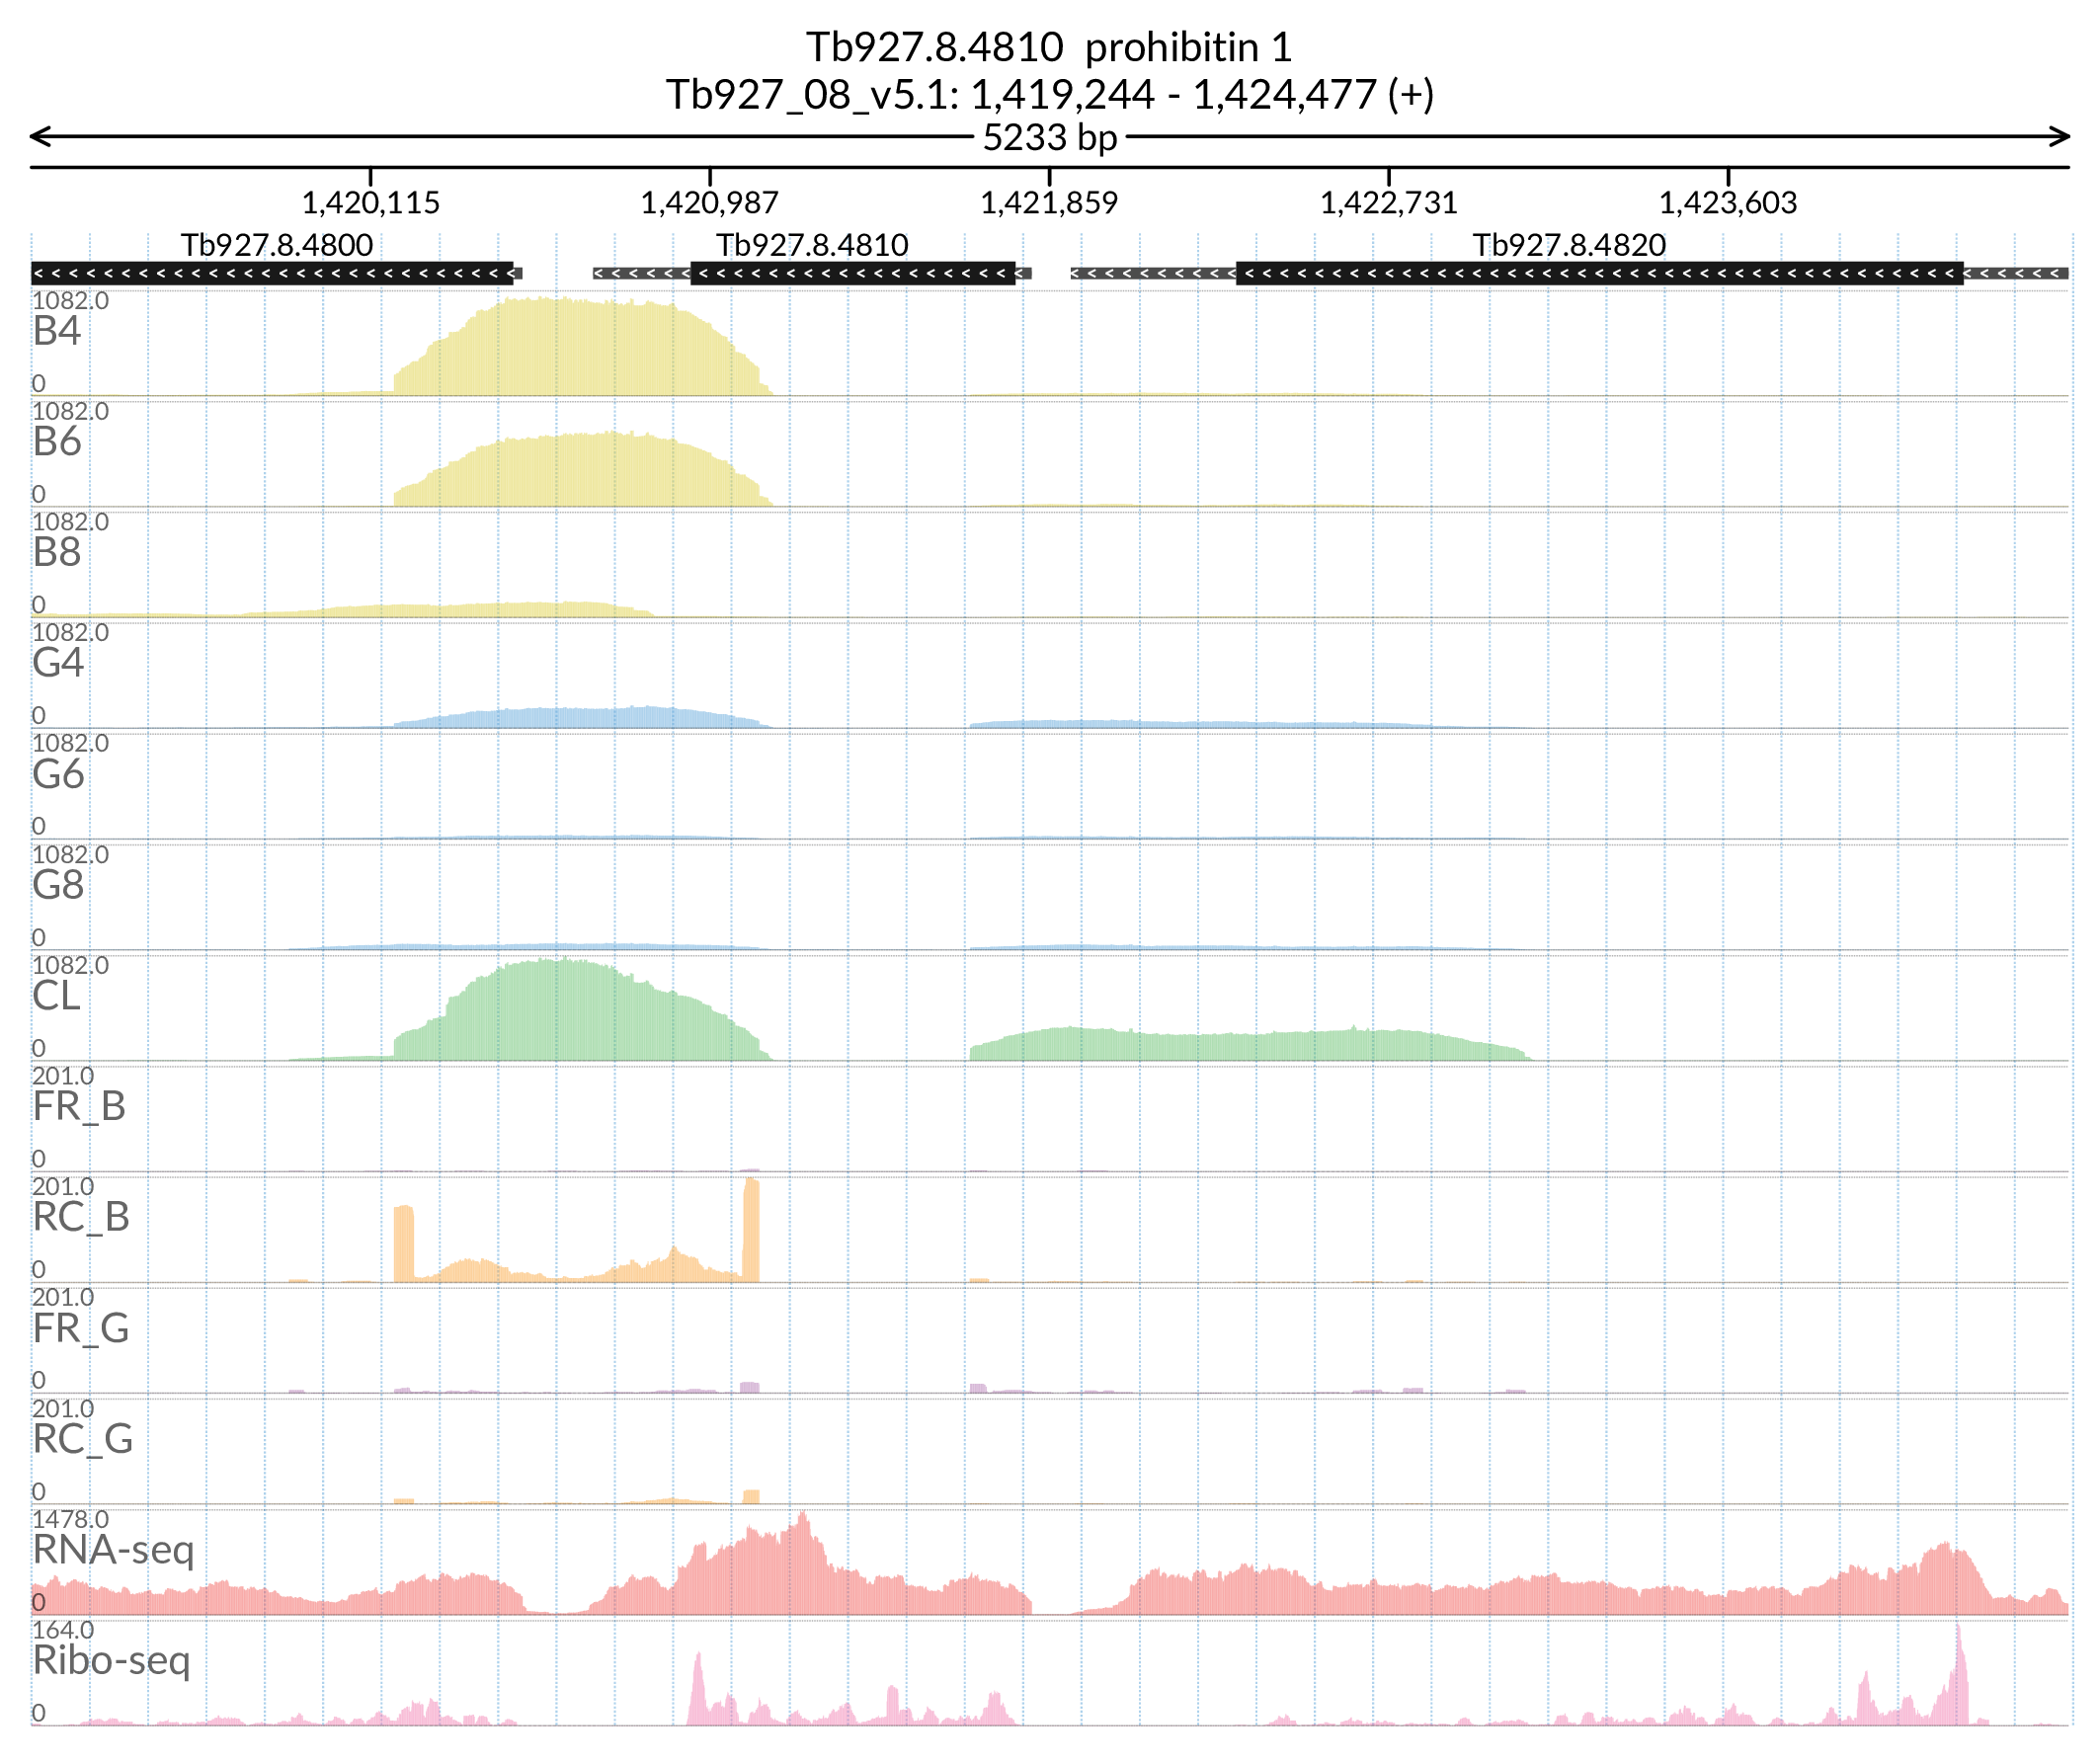 Tb927.8.4810 prohibitin 1
Tb927_08_v5.1: 1,419,244 - 1,424,477 (+)
5233 bp
1,420,115 1,420,987 1,421,859 1,422,731 1,423,603
Tb927.8.4800 Tb927.8.4810 Tb927.8.4820
1082.0
B4
0
1082.0
B6
0
1082.0
B8
0
1082.0
G4
0
1082.0
G6
0
1082.0
G8
0
1082.0
CL
0
201.0
FR_B
0
201.0
RC_B
0
201.0
FR_G
0
201.0
RC_G
0
1478.0
RNA-seq
0
164.0
Ribo-seq
0